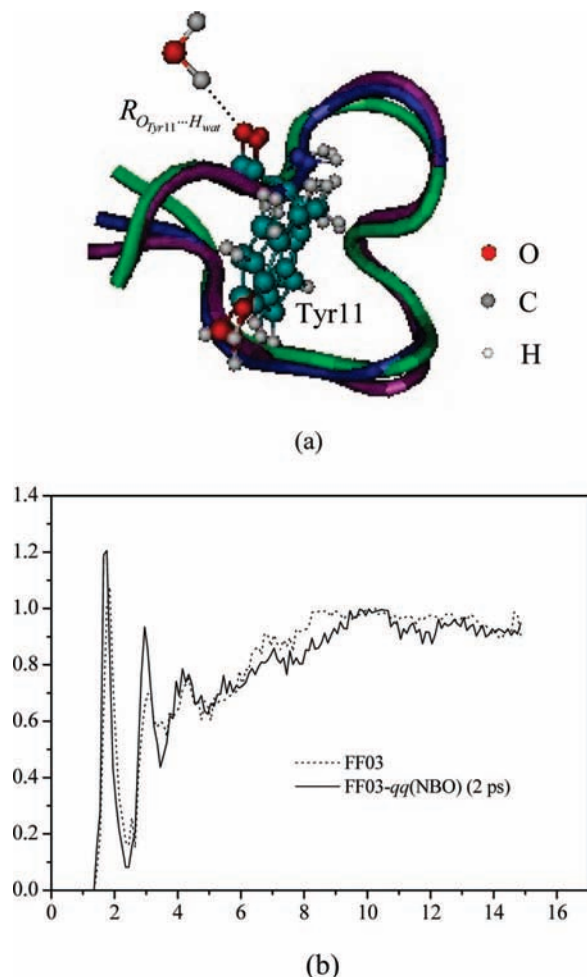 R_{O_{Tyr11}...H_{wat}}
O
C
Tyr11
H
(a)
1.4
1.2
1.0
0.8
0.6
0.4
0.2
0.0
FF03
FF03-qq(NBO) (2 ps)
0 2 4 6 8 10 12 14 16
(b)